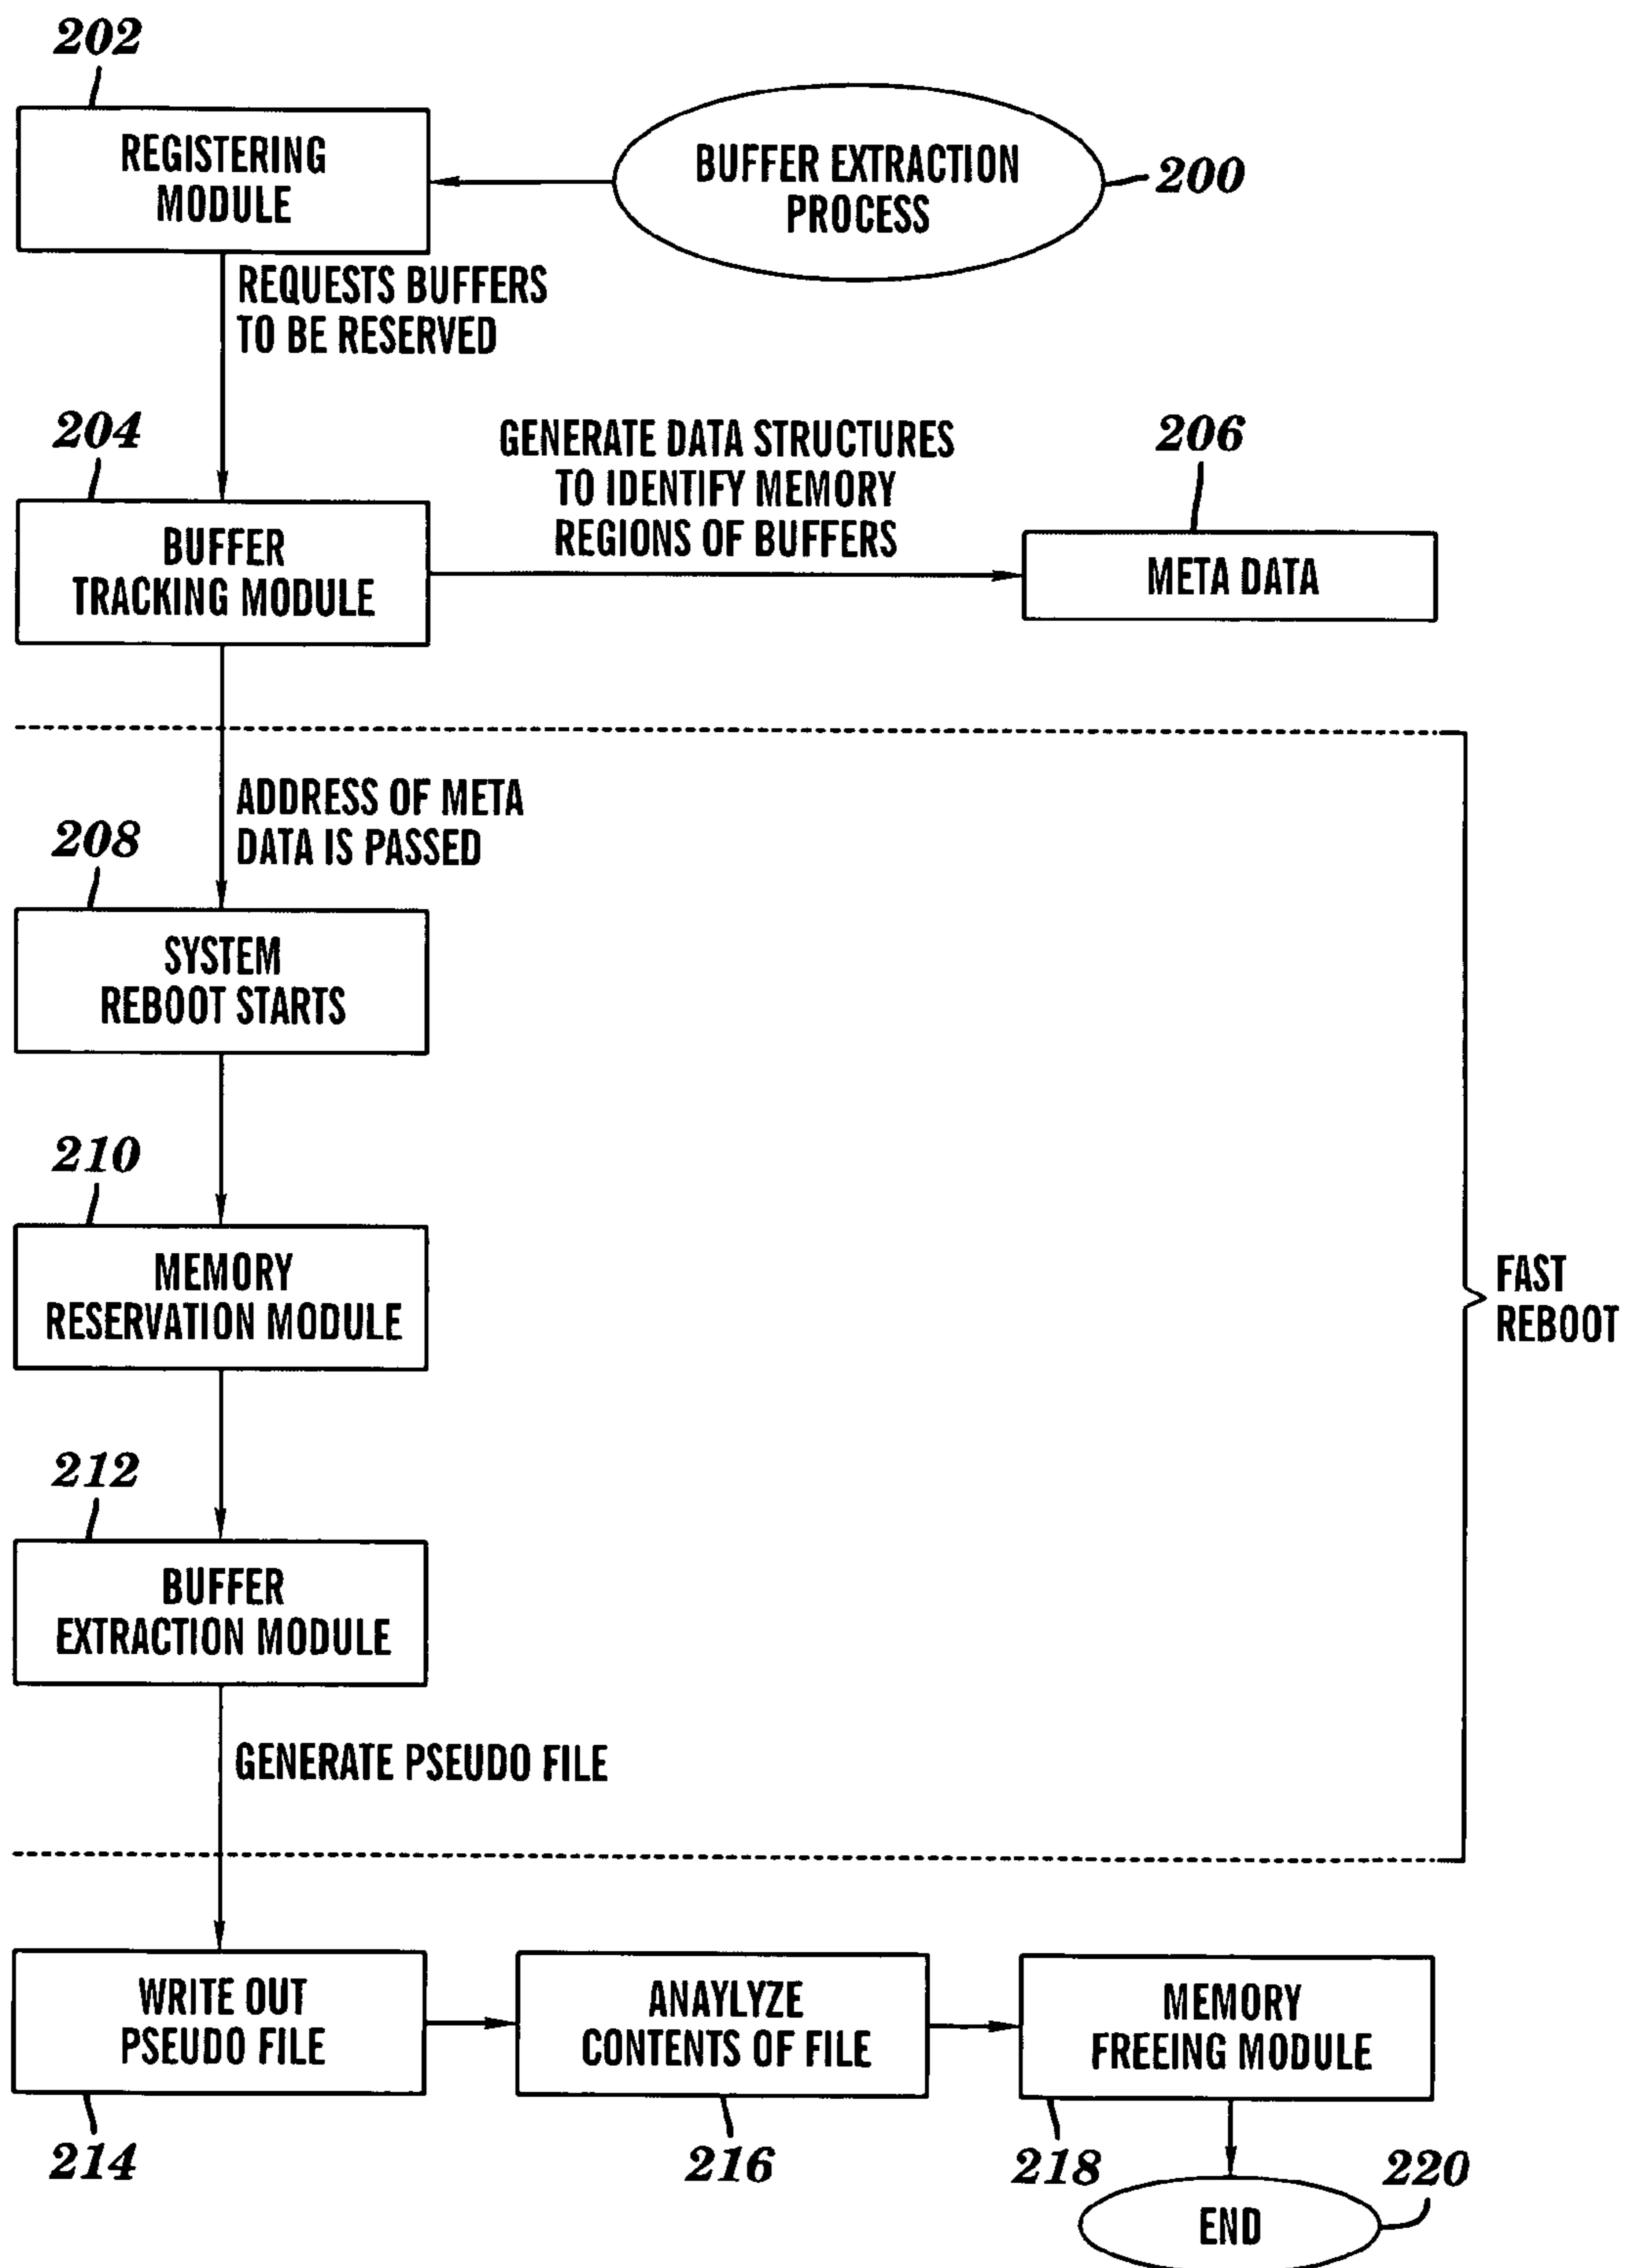 202
REGISTERING
MODULE
BUFFER EXTRACTION
PROCESS
200
REQUESTS BUFFERS
TO BE RESERVED
204
BUFFER
TRACKING MODULE
GENERATE DATA STRUCTURES
TO IDENTIFY MEMORY
REGIONS OF BUFFERS
206
META DATA
ADDRESS OF META
DATA IS PASSED
208
SYSTEM
REBOOT STARTS
210
MEMORY
RESERVATION MODULE
FAST
REBOOT
212
BUFFER
EXTRACTION MODULE
GENERATE PSEUDO FILE
WRITE OUT
PSEUDO FILE
214
ANAYLYZE
CONTENTS OF FILE
216
MEMORY
FREEING MODULE
218
220
END